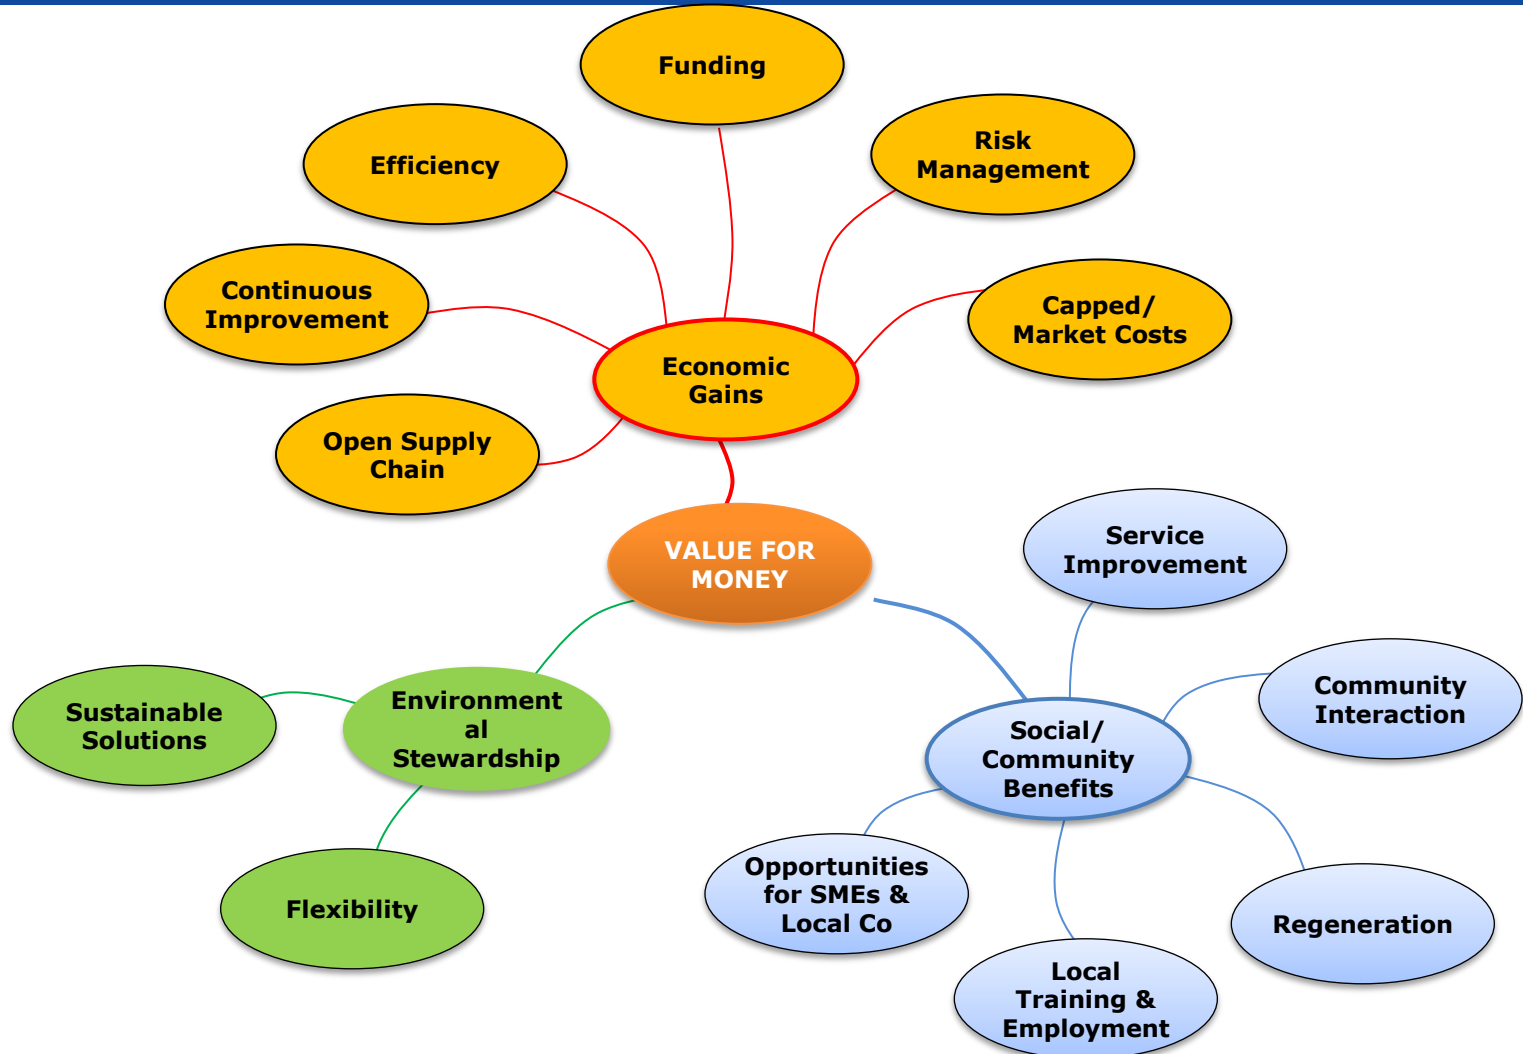 Funding
Efficiency
Risk
Management
Continuous
Improvement
Capped/
Market Costs
Economic
Gains
Open Supply
Chain
VALUE FOR
MONEY
Service
Improvement
Sustainable
Solutions
Environment
al
Stewardship
Community
Interaction
Social/
Community
Benefits
Opportunities
for SMEs &
Local Co
Flexibility
Regeneration
Local
Training &
Employment